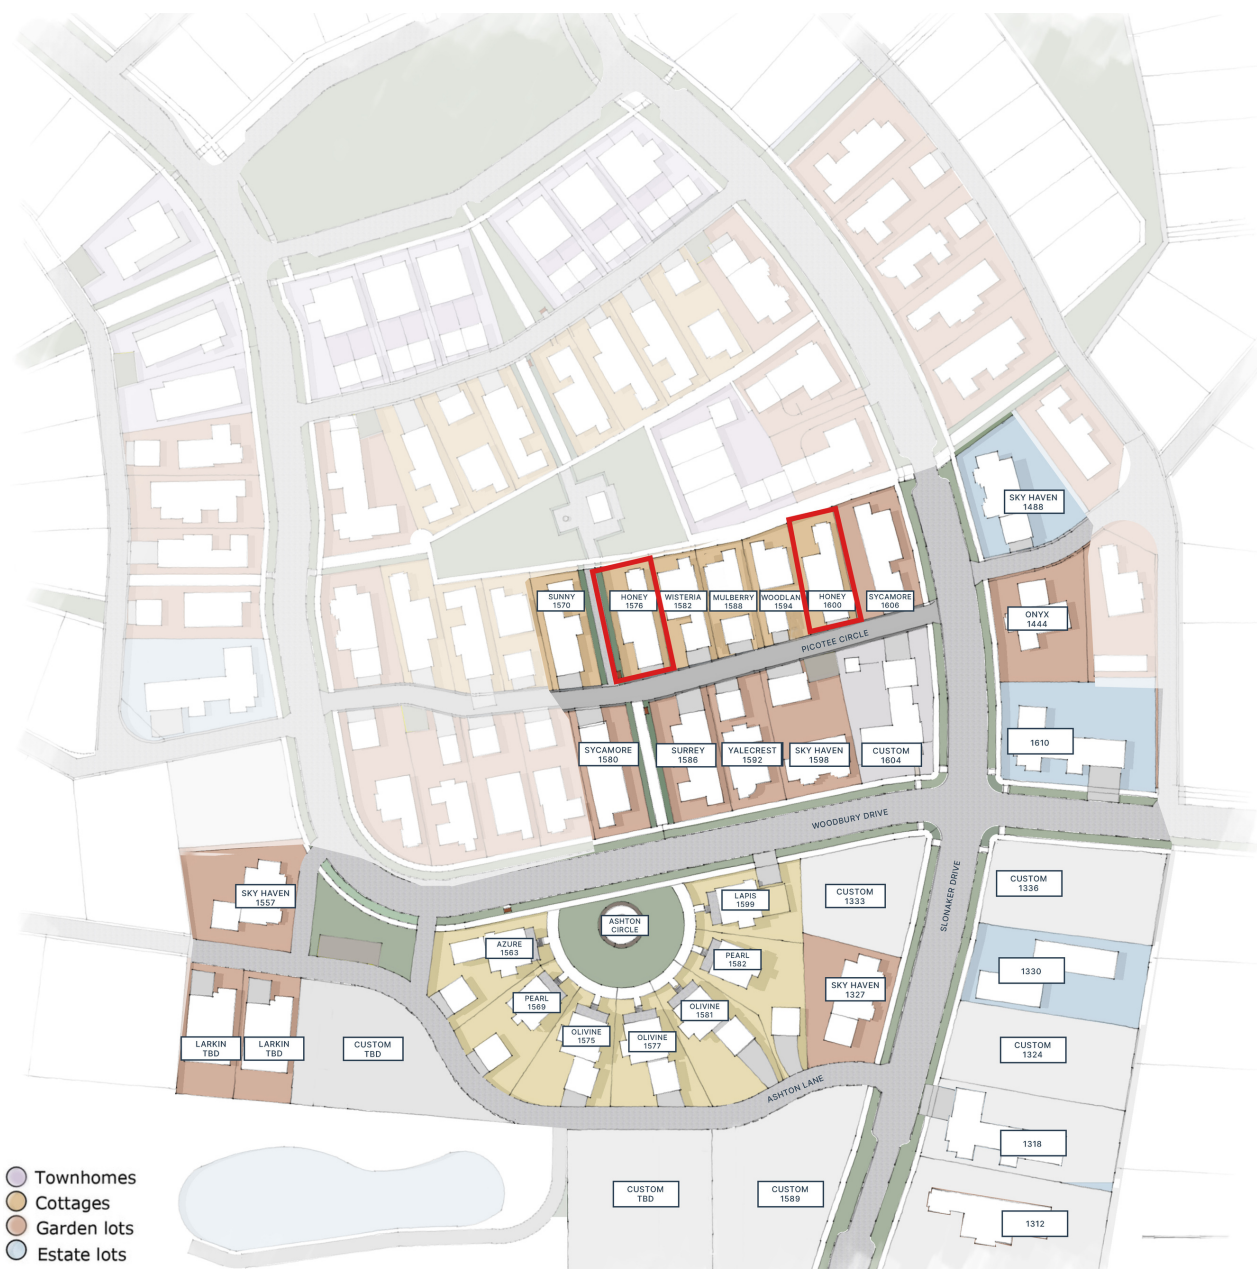 SKY HAVEN
1488
SUNNY
1570
HONEY
1576
WISTERIA
1582
MULBERRY
1588
WOODLAN
1594
HONEY
1600
SYCAMORE
1606
ONYX
1444
PICOTEE CIRCLE
SYCAMORE
1580
SURREY
1586
YALECREST
1592
SKY HAVEN
1598
CUSTOM
1604
1610
WOODBURY DRIVE
SLONAKER DRIVE
SKY HAVEN
1557
ASHTON
CIRCLE
LAPIS
1599
CUSTOM
1333
CUSTOM
1336
AZURE
1563
PEARL
1582
1330
PEARL
1569
OLIVINE
1581
SKY HAVEN
1327
OLIVINE
1575
OLIVINE
1577
LARKIN
TBD
LARKIN
TBD
CUSTOM
TBD
CUSTOM
1324
ASHTON LANE
1318
CUSTOM
TBD
CUSTOM
1589
1312
Townhomes
Cottages
Garden lots
Estate lots